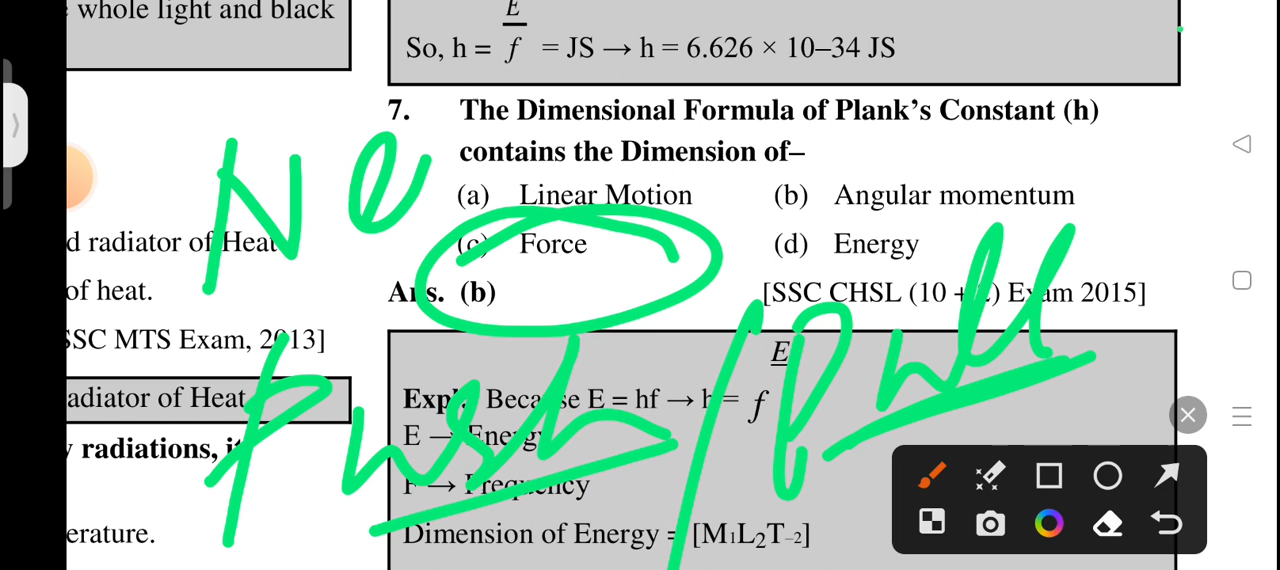 whole light and black
E
So, h = f = JS → h = 6.626 × 10–34 JS
7. The Dimensional Formula of Plank’s Constant (h)
contains the Dimension of–
(a) Linear Motion (b) Angular momentum
d radiator of Heat
(c) Force (d) Energy
of heat.
Ans. (b) [SSC CHSL (10 + 2) Exam 2015]
SSC MTS Exam, 2013]
E
adiator of Heat
Expl. Because E = hf → h = f
E → Energy
radiations, i
F → Frequency
erature.
Dimension of Energy = [M1L2T–2]
Ne
Push/Pull